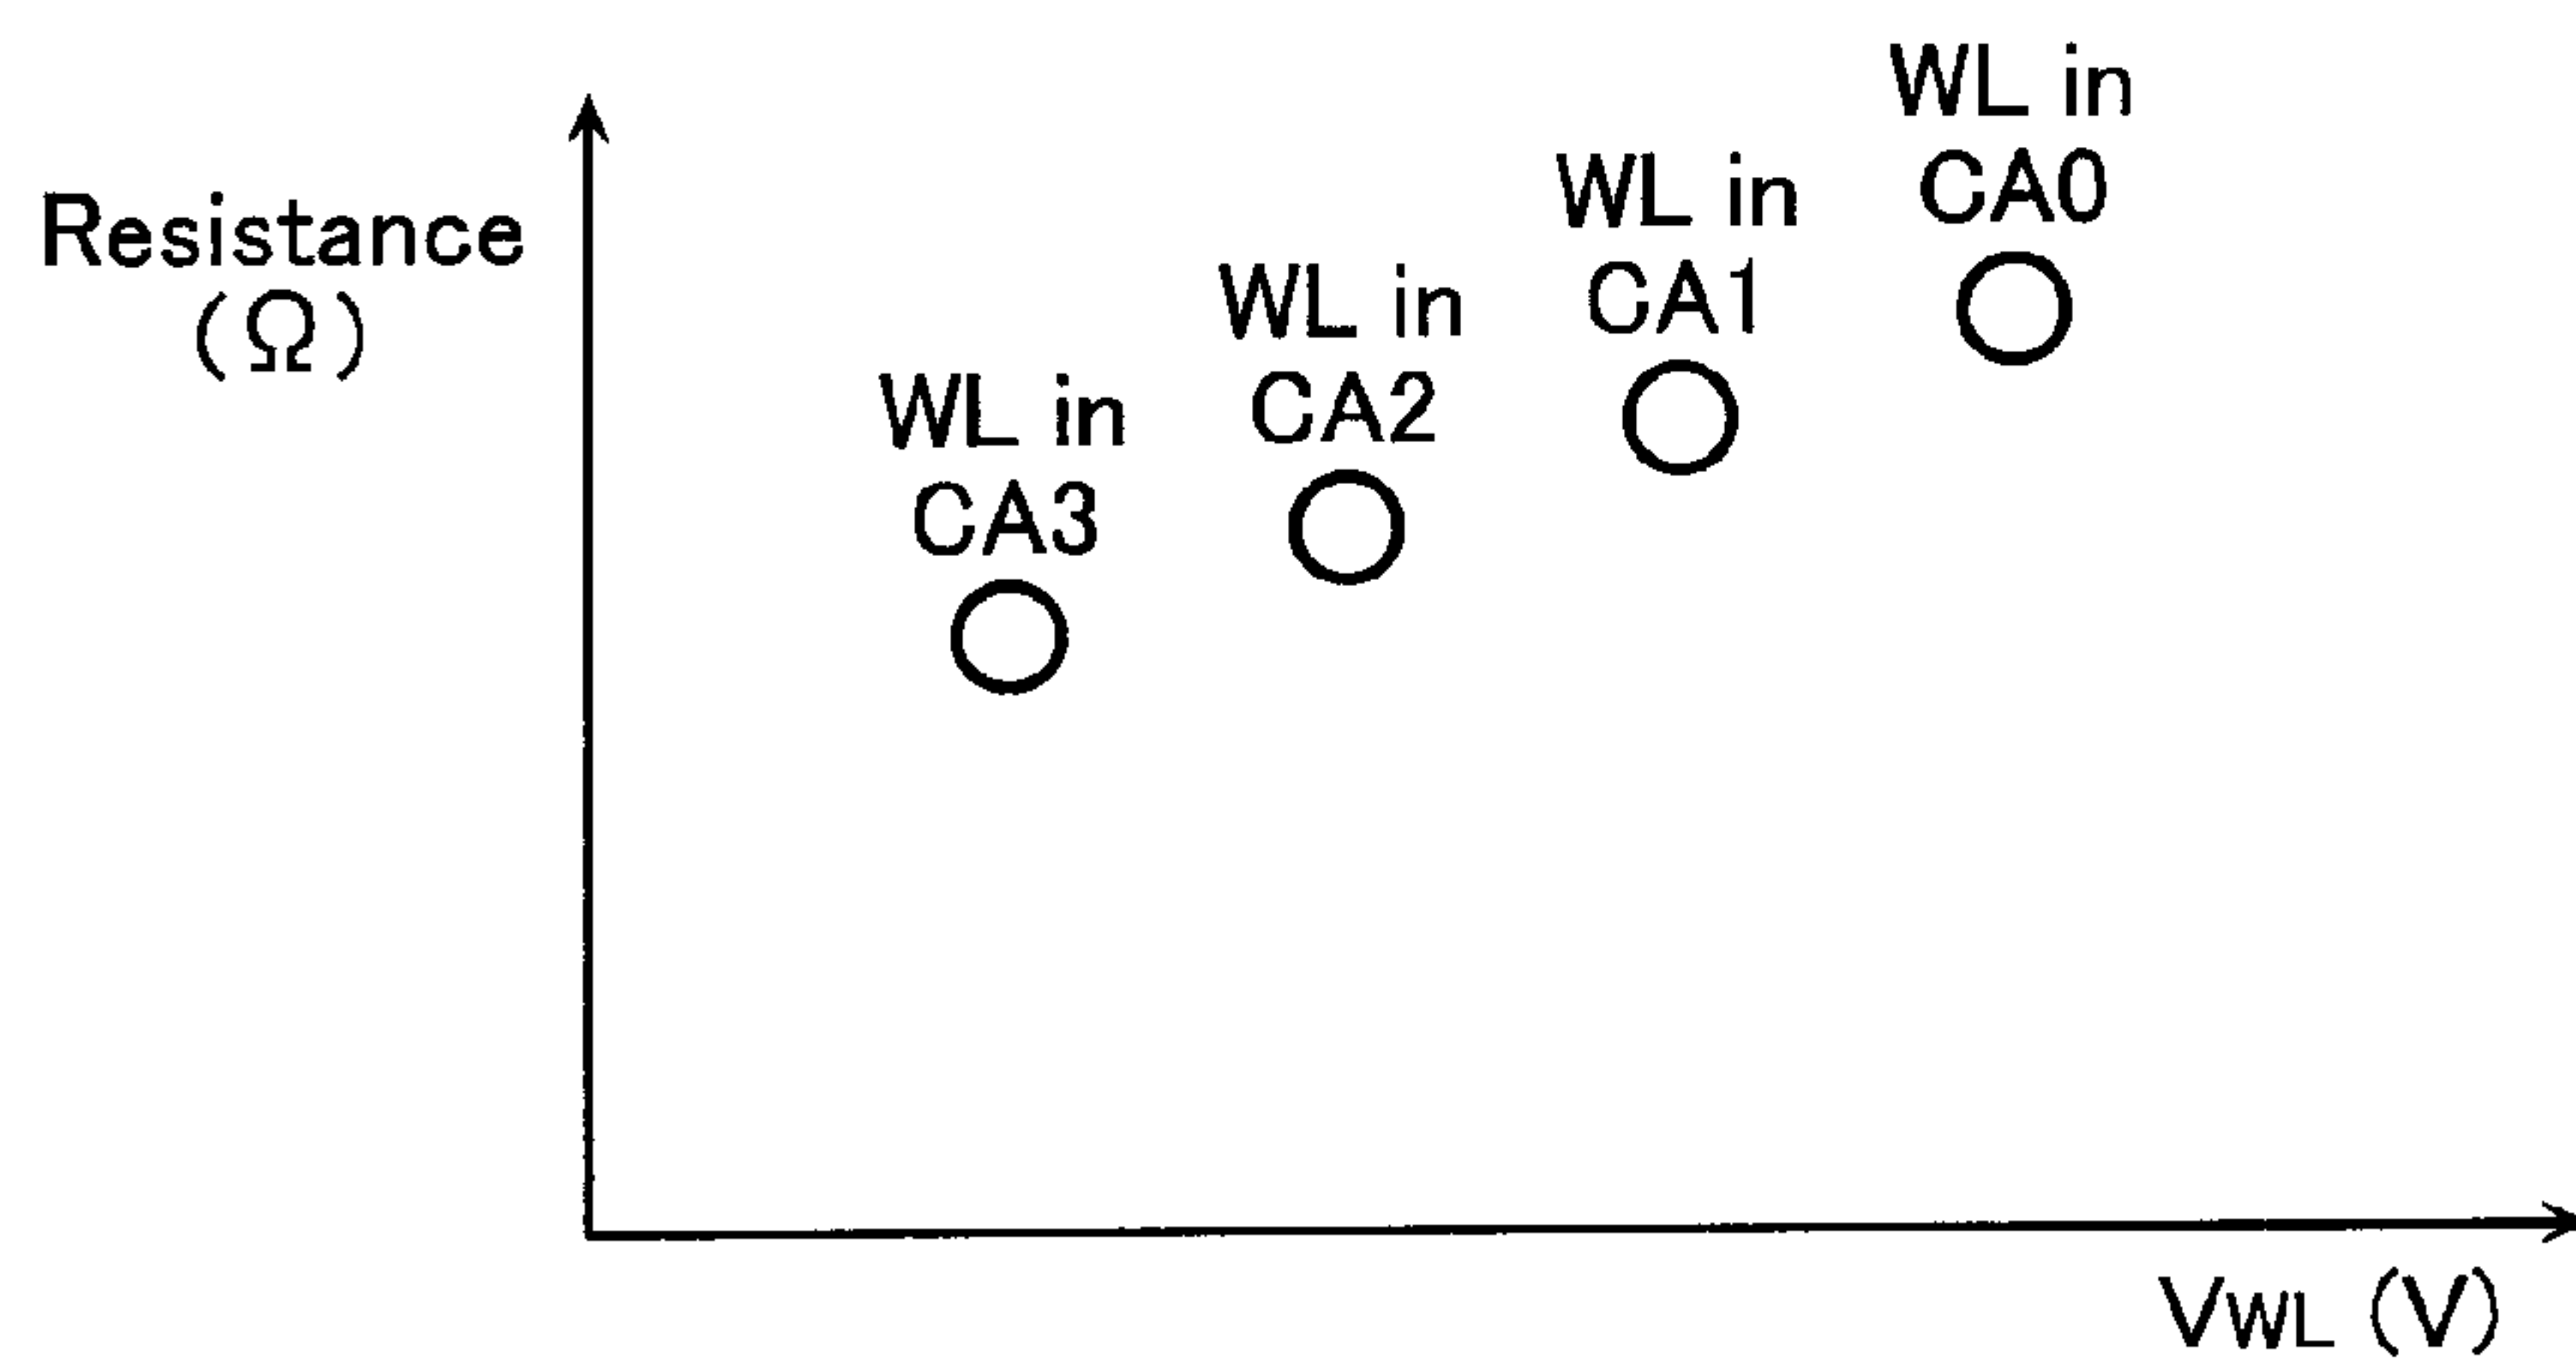 Resistance
(Ω)
WL in
CA3
WL in
CA2
WL in
CA1
WL in
CA0
VWL (V)